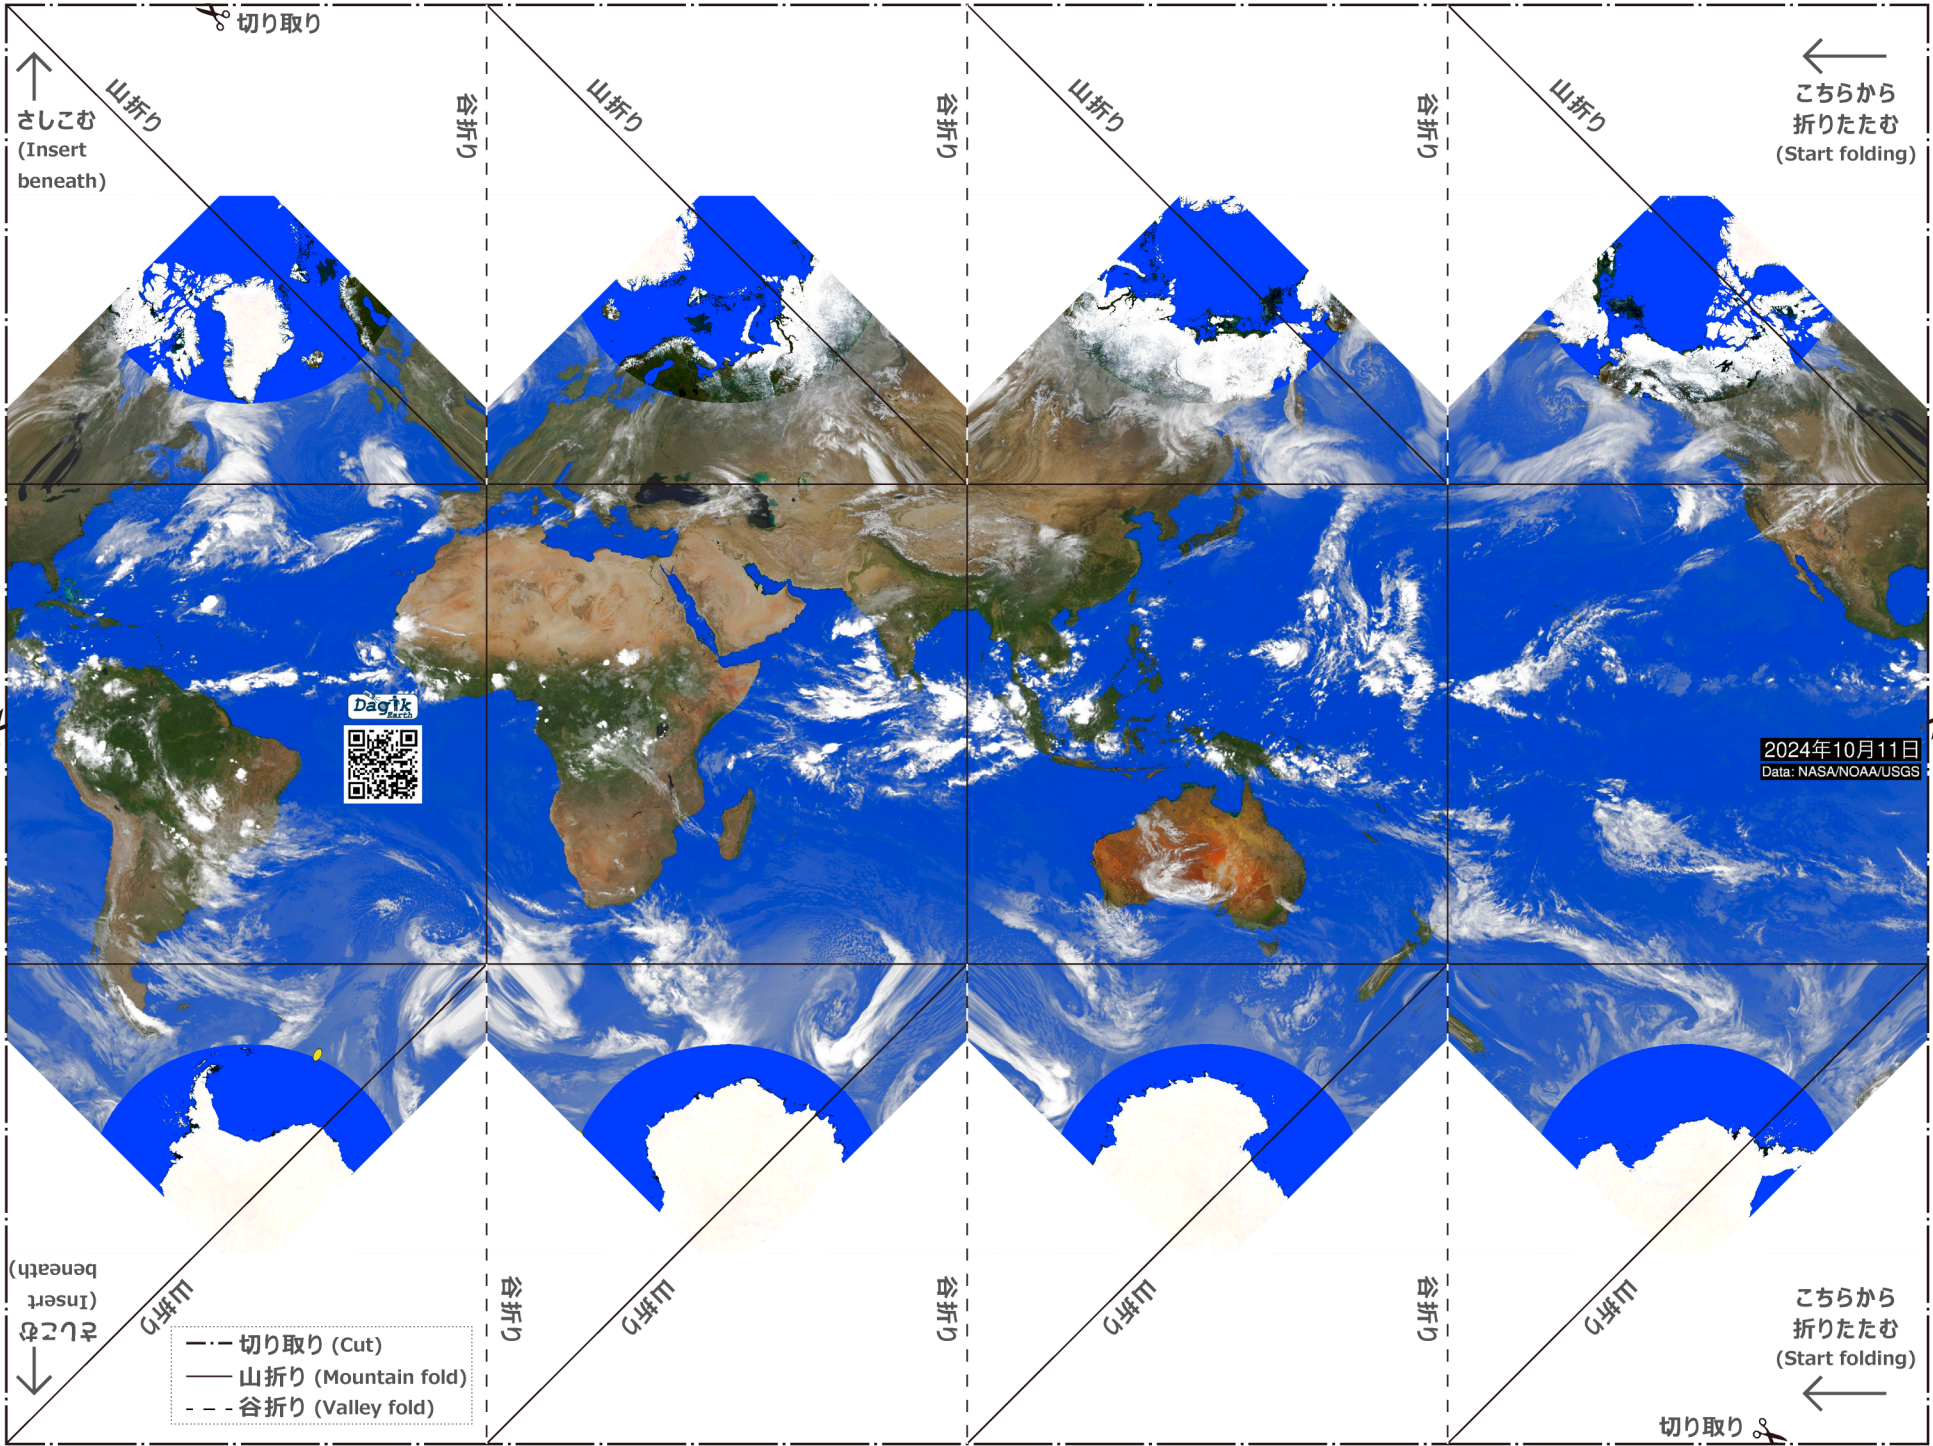 切り取り
山折り
谷折り
山折り
谷折り
山折り
谷折り
山折り
さしこむ
(Insert
beneath)
こちらから
折りたたむ
(Start folding)
Dagik
Earth
2024年10月11日
Data: NASA/NOAA/USGS
さしこむ
(Insert
beneath)
山折り
谷折り
山折り
谷折り
山折り
谷折り
山折り
こちらから
折りたたむ
(Start folding)
切り取り (Cut)
山折り (Mountain fold)
谷折り (Valley fold)
切り取り